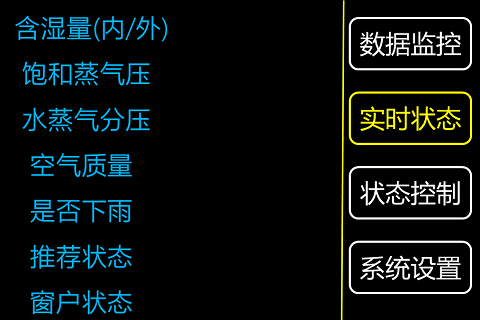 含湿量(内/外)
饱和蒸气压
水蒸气分压
空气质量
是否下雨
推荐状态
窗户状态
数据监控
实时状态
状态控制
系统设置